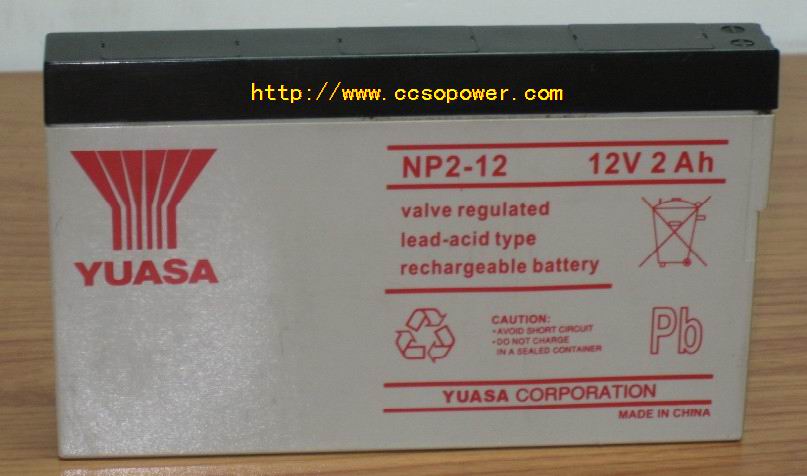 http://www.ccsopower.com
YUASA
NP2-12 12V 2 Ah
valve regulated
lead-acid type
rechargeable battery
CAUTION:
• AVOID SHORT CIRCUIT
• DO NOT CHARGE
IN A SEALED CONTAINER
Pb
YUASA CORPORATION
MADE IN CHINA